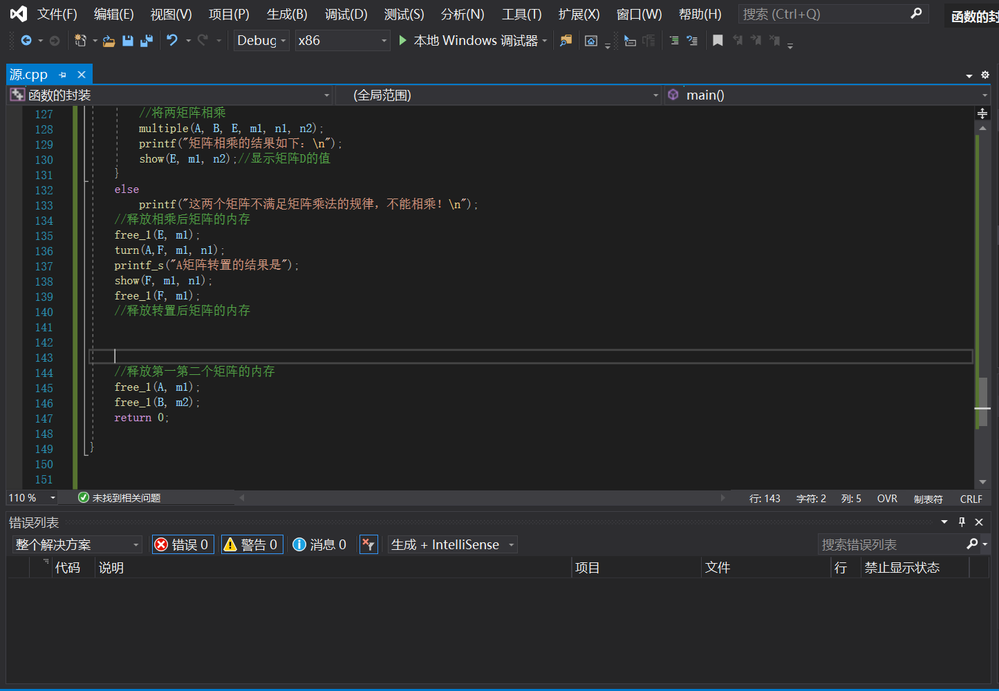 文件(F) 编辑(E) 视图(V) 项目(P) 生成(B) 调试(D) 测试(S) 分析(N) 工具(T) 扩展(X) 窗口(W) 帮助(H) 搜索 (Ctrl+Q) 函数的封
Debug x86 本地 Windows 调试器
源.cpp
函数的封装 (全局范围) main()
127 //将两矩阵相乘
128 multiple(A, B, E, m1, n1, n2);
129 printf("矩阵相乘的结果如下：\n");
130 show(E, m1, n2);//显示矩阵D的值
131 }
132 else
133 printf("这两个矩阵不满足矩阵乘法的规律，不能相乘！\n");
134 //释放相乘后矩阵的内存
135 free_1(E, m1);
136 turn(A,F, m1, n1);
137 printf_s("A矩阵转置的结果是");
138 show(F, m1, n1);
139 free_1(F, m1);
140 //释放转置后矩阵的内存
141
142
143
144 //释放第一第二个矩阵的内存
145 free_1(A, m1);
146 free_1(B, m2);
147 return 0;
148
149 }
150
151
110 % 未找到相关问题 行: 143 字符: 2 列: 5 OVR 制表符 CRLF
错误列表
整个解决方案 错误 0 警告 0 消息 0 生成 + IntelliSense 搜索错误列表
代码 说明 项目 文件 行 禁止显示状态